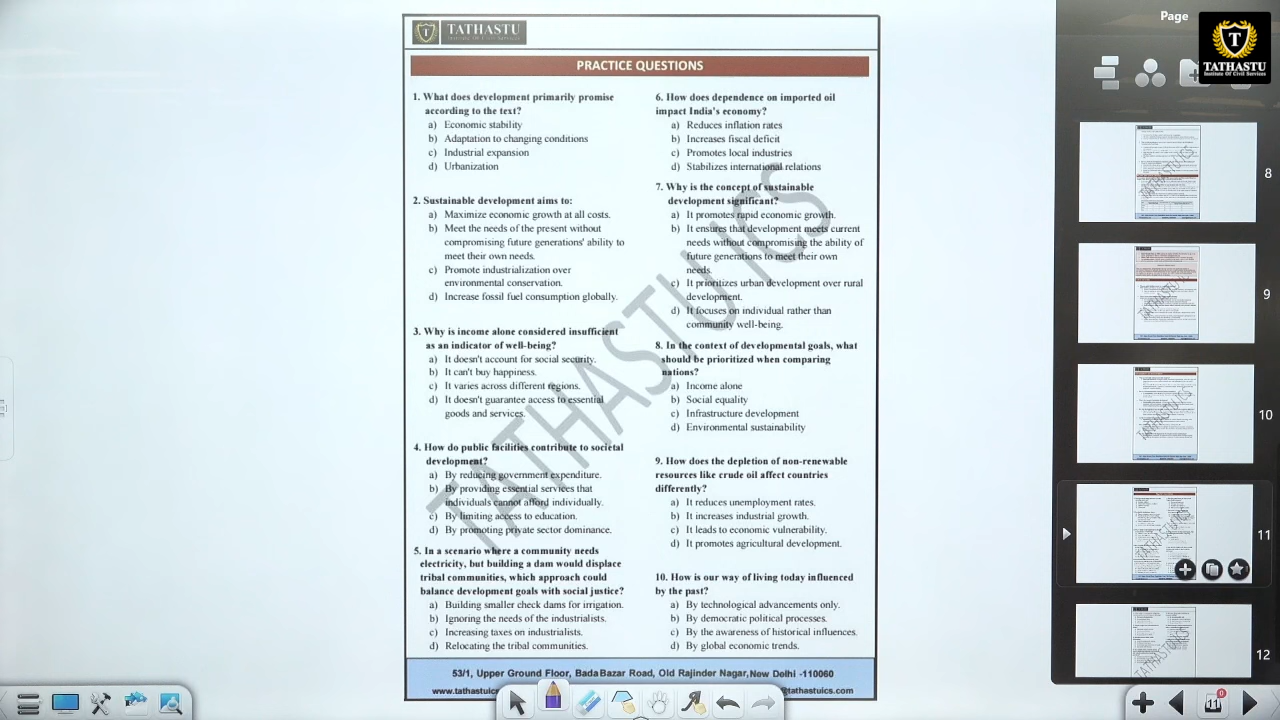 TATHASTU
Institute Of Civil Services
PRACTICE QUESTIONS
1. What does development primarily promise
according to the text?
a) Economic stability
b) Adaptation to changing conditions
c) Industrial expansion
d) Urbanization
2. Sustainable development aims to:
a) Maximize economic growth at all costs.
b) Meet the needs of the present without
compromising future generations' ability to
meet their own needs.
c) Promote industrialization over
environmental conservation.
d) Increase fossil fuel consumption globally.
3. Why is income alone considered insufficient
as an indicator of well-being?
a) It doesn't account for social security.
b) It can't buy happiness.
c) It varies across different regions.
d) It doesn't guarantee access to essential
goods and services.
4. How do public facilities contribute to societal
development?
a) By reducing government expenditure.
b) By providing essential services that
individuals cannot afford individually.
c) By limiting access to education.
d) By promoting private sector dominance.
5. In a scenario where a community needs
electricity, but building a dam would displace
tribal communities, which approach could
balance development goals with social justice?
a) Building smaller check dams for irrigation.
b) Ignoring the needs of the industrialists.
c) Increasing taxes on industrialists.
d) Relocating the tribal communities.
6. How does dependence on imported oil
impact India's economy?
a) Reduces inflation rates
b) Increases fiscal deficit
c) Promotes local industries
d) Stabilizes international relations
7. Why is the concept of sustainable
development significant?
a) It promotes rapid economic growth.
b) It ensures that development meets current
needs without compromising the ability of
future generations to meet their own
needs.
c) It prioritizes urban development over rural
development.
d) It focuses on individual rather than
community well-being.
8. In the context of developmental goals, what
should be prioritized when comparing
nations?
a) Income alone
b) Social equality
c) Infrastructure development
d) Environmental sustainability
9. How does the depletion of non-renewable
resources like crude oil affect countries
differently?
a) It reduces unemployment rates.
b) It increases industrial growth.
c) It leads to economic vulnerability.
d) It promotes agricultural development.
10. How is our way of living today influenced
by the past?
a) By technological advancements only.
b) By democratic political processes.
c) By the awareness of historical influences.
d) By global economic trends.
TATHASTU ICS
53/1, Upper Ground Floor, Bada Bazar Road, Old Rajinder Nagar, New Delhi -110060
www.tathastuics
@tathastuics.com
Page
T
TATHASTU
Institute Of Civil Services
8
9
10
11
12
11
0